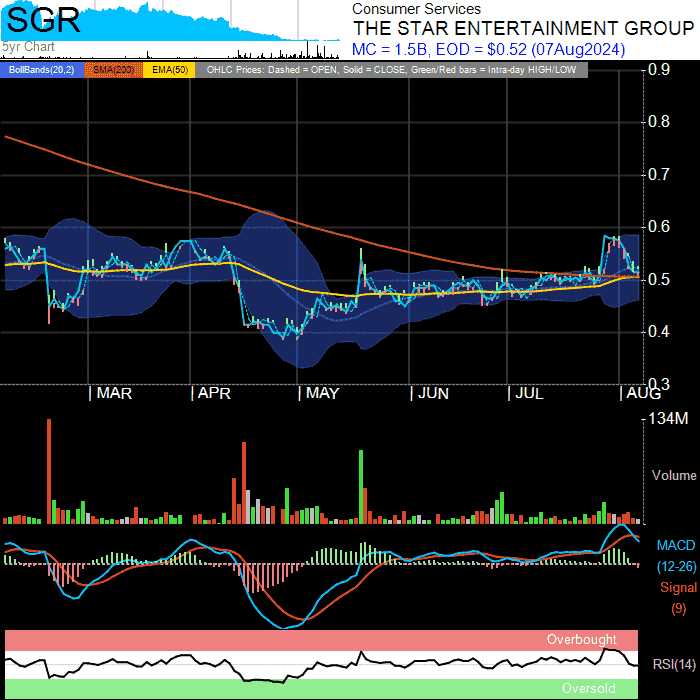 SGR
5yr Chart
Consumer Services
THE STAR ENTERTAINMENT GROUP
MC = 1.5B, EOD = $0.52 (07Aug2024)
BollBands(20,2) SMA(200) EMA(50) OHLC Prices: Dashed = OPEN, Solid = CLOSE, Green/Red bars = Intra-day HIGH/LOW
0.9
0.8
0.7
0.6
0.5
0.4
0.3
| MAR | APR | MAY | JUN | JUL | AUG
134M
Volume
MACD
(12-26)
Signal
(9)
Overbought
RSI(14)
Oversold